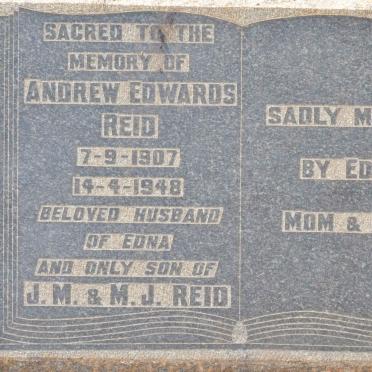 SACRED TO THE
MEMORY OF
ANDREW EDWARDS
REID
7-9-1907
14-4-1948
BELOVED HUSBAND
OF EDNA
AND ONLY SON OF
J. M. & M. J. REID
SADLY M
BY ED
MOM &